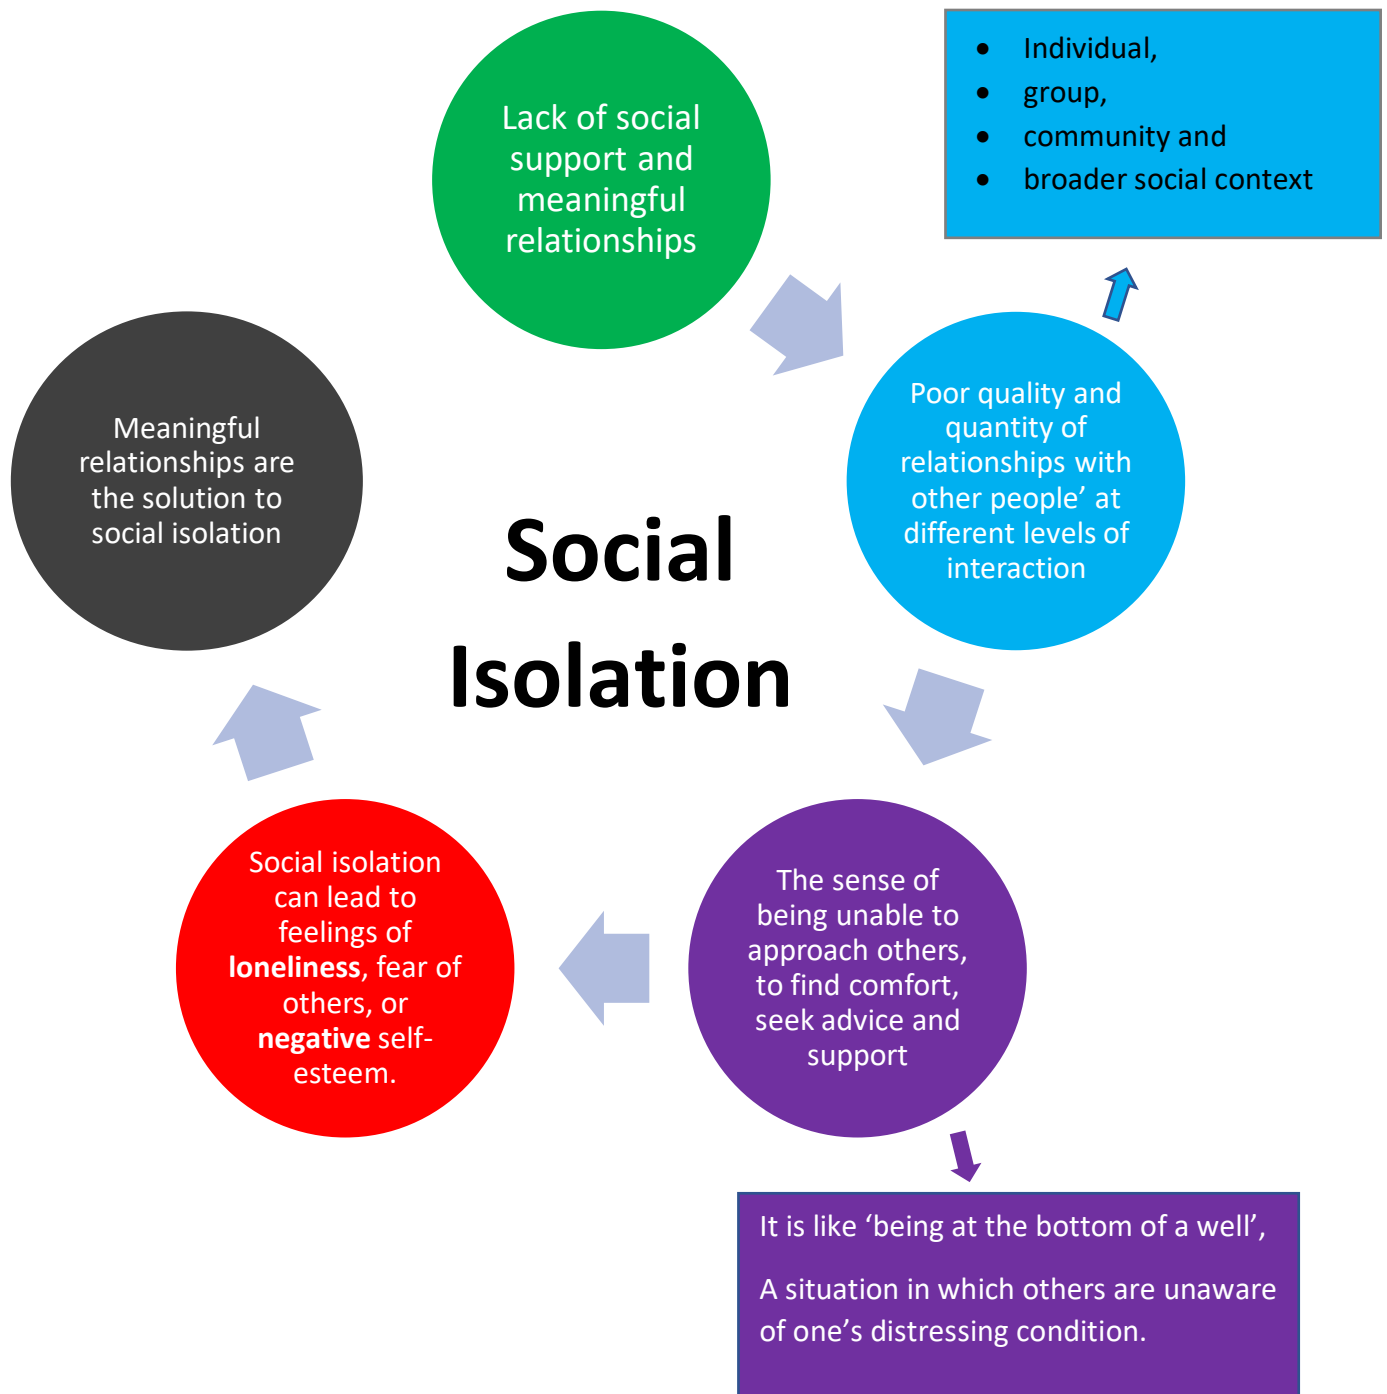 Lack of social
support and
meaningful
relationships
• Individual,
• group,
• community and
• broader social context
Poor quality and
quantity of
relationships with
other people’ at
different levels of
interaction
The sense of
being unable to
approach others,
to find comfort,
seek advice and
support
It is like ‘being at the bottom of a well’,
A situation in which others are unaware
of one’s distressing condition.
Social isolation
can lead to
feelings of
loneliness, fear of
others, or
negative self-
esteem.
Meaningful
relationships are
the solution to
social isolation
Social
Isolation